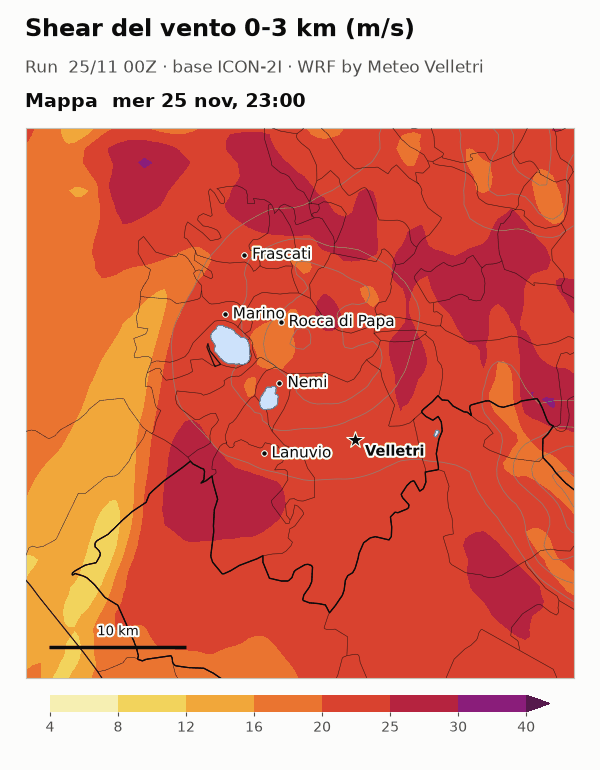 Shear del vento 0-3 km (m/s)
Run 25/11 00Z · base ICON-2I · WRF by Meteo Velletri
Mappa mer 25 nov, 23:00
Frascati
Marino
Rocca di Papa
Nemi
Velletri
Lanuvio
10 km
4 8 12 16 20 25 30 40